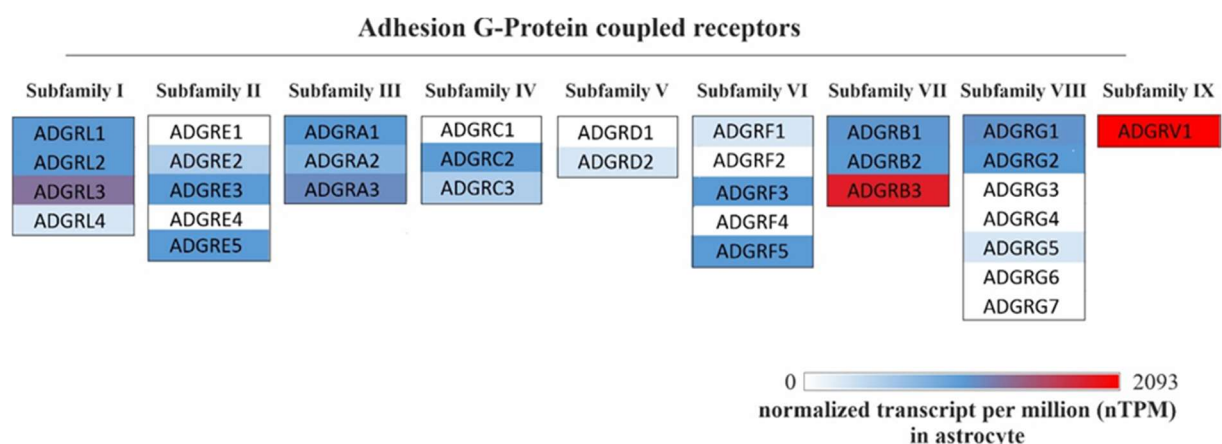 Adhesion G-Protein coupled receptors
Subfamily I
ADGRL1
ADGRL2
ADGRL3
ADGRL4
Subfamily II
ADGRE1
ADGRE2
ADGRE3
ADGRE4
ADGRE5
Subfamily III
ADGRA1
ADGRA2
ADGRA3
Subfamily IV
ADGRC1
ADGRC2
ADGRC3
Subfamily V
ADGRD1
ADGRD2
Subfamily VI
ADGRF1
ADGRF2
ADGRF3
ADGRF4
ADGRF5
Subfamily VII
ADGRB1
ADGRB2
ADGRB3
Subfamily VIII
ADGRG1
ADGRG2
ADGRG3
ADGRG4
ADGRG5
ADGRG6
ADGRG7
Subfamily IX
ADGRV1
0 2093
normalized transcript per million (nTPM)
in astrocyte